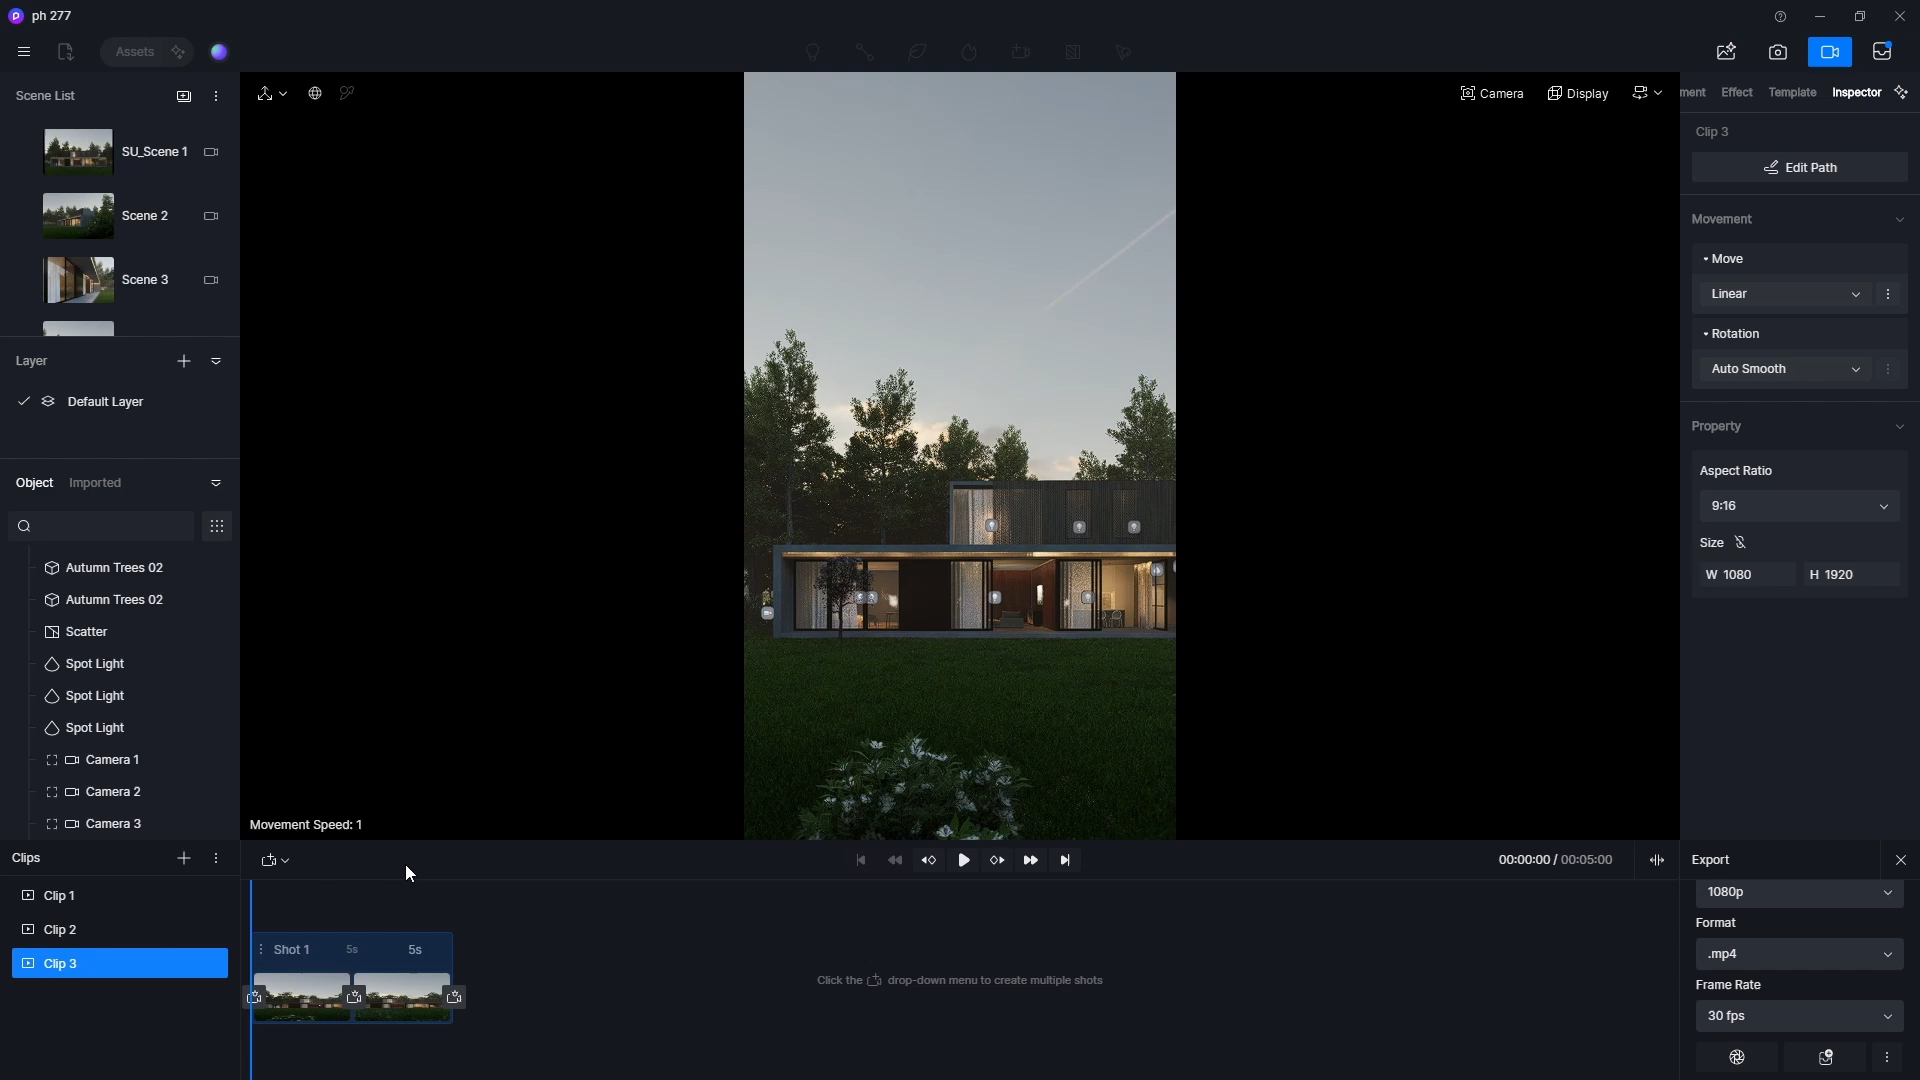 ph 277
Assets
Scene List
SU_Scene 1
Scene 2
Scene 3
Layer
Default Layer
Object Imported
Autumn Trees 02
Autumn Trees 02
Scatter
Spot Light
Spot Light
Spot Light
Camera 1
Camera 2
Camera 3
Camera
Display
Movement Speed: 1
ment Effect Template Inspector
Clip 3
Edit Path
Movement
Move
Linear
Rotation
Auto Smooth
Property
Aspect Ratio
9:16
Size
W 1080 H 1920
Clips
Clip 1
Clip 2
Clip 3
00:00:00 / 00:05:00
Shot 1 5s 5s
Click the drop-down menu to create multiple shots
Export
1080p
Format
.mp4
Frame Rate
30 fps